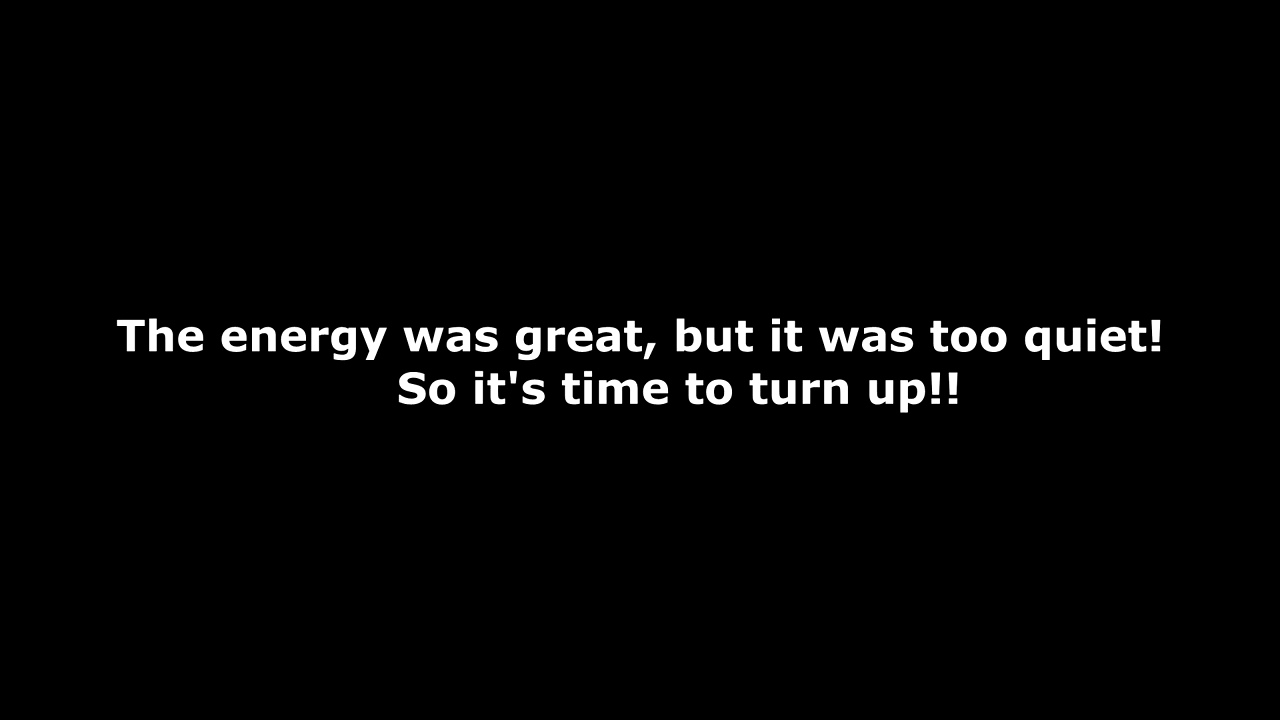 The energy was great, but it was too quiet!
So it's time to turn up!!